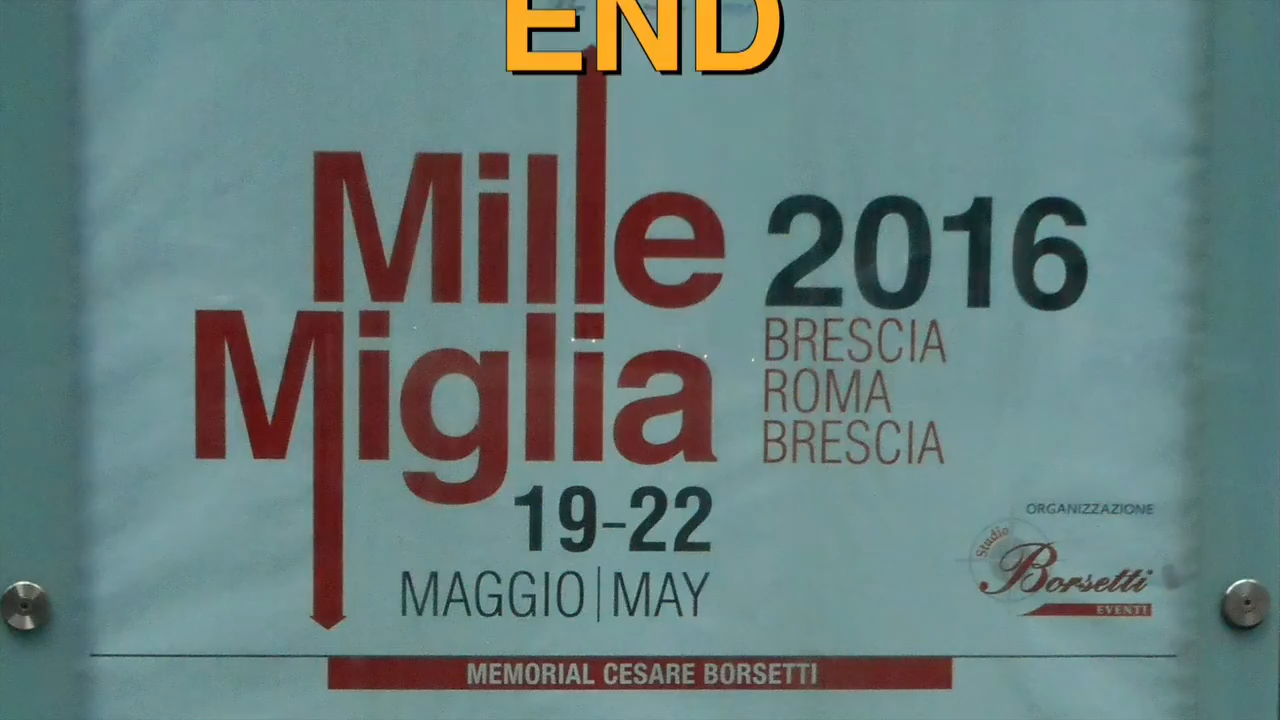 END
Mille
Miglia
2016
BRESCIA
ROMA
BRESCIA
19-22
MAGGIO|MAY
ORGANIZZAZIONE
Studio
Borsetti
EVENTI
MEMORIAL CESARE BORSETTI